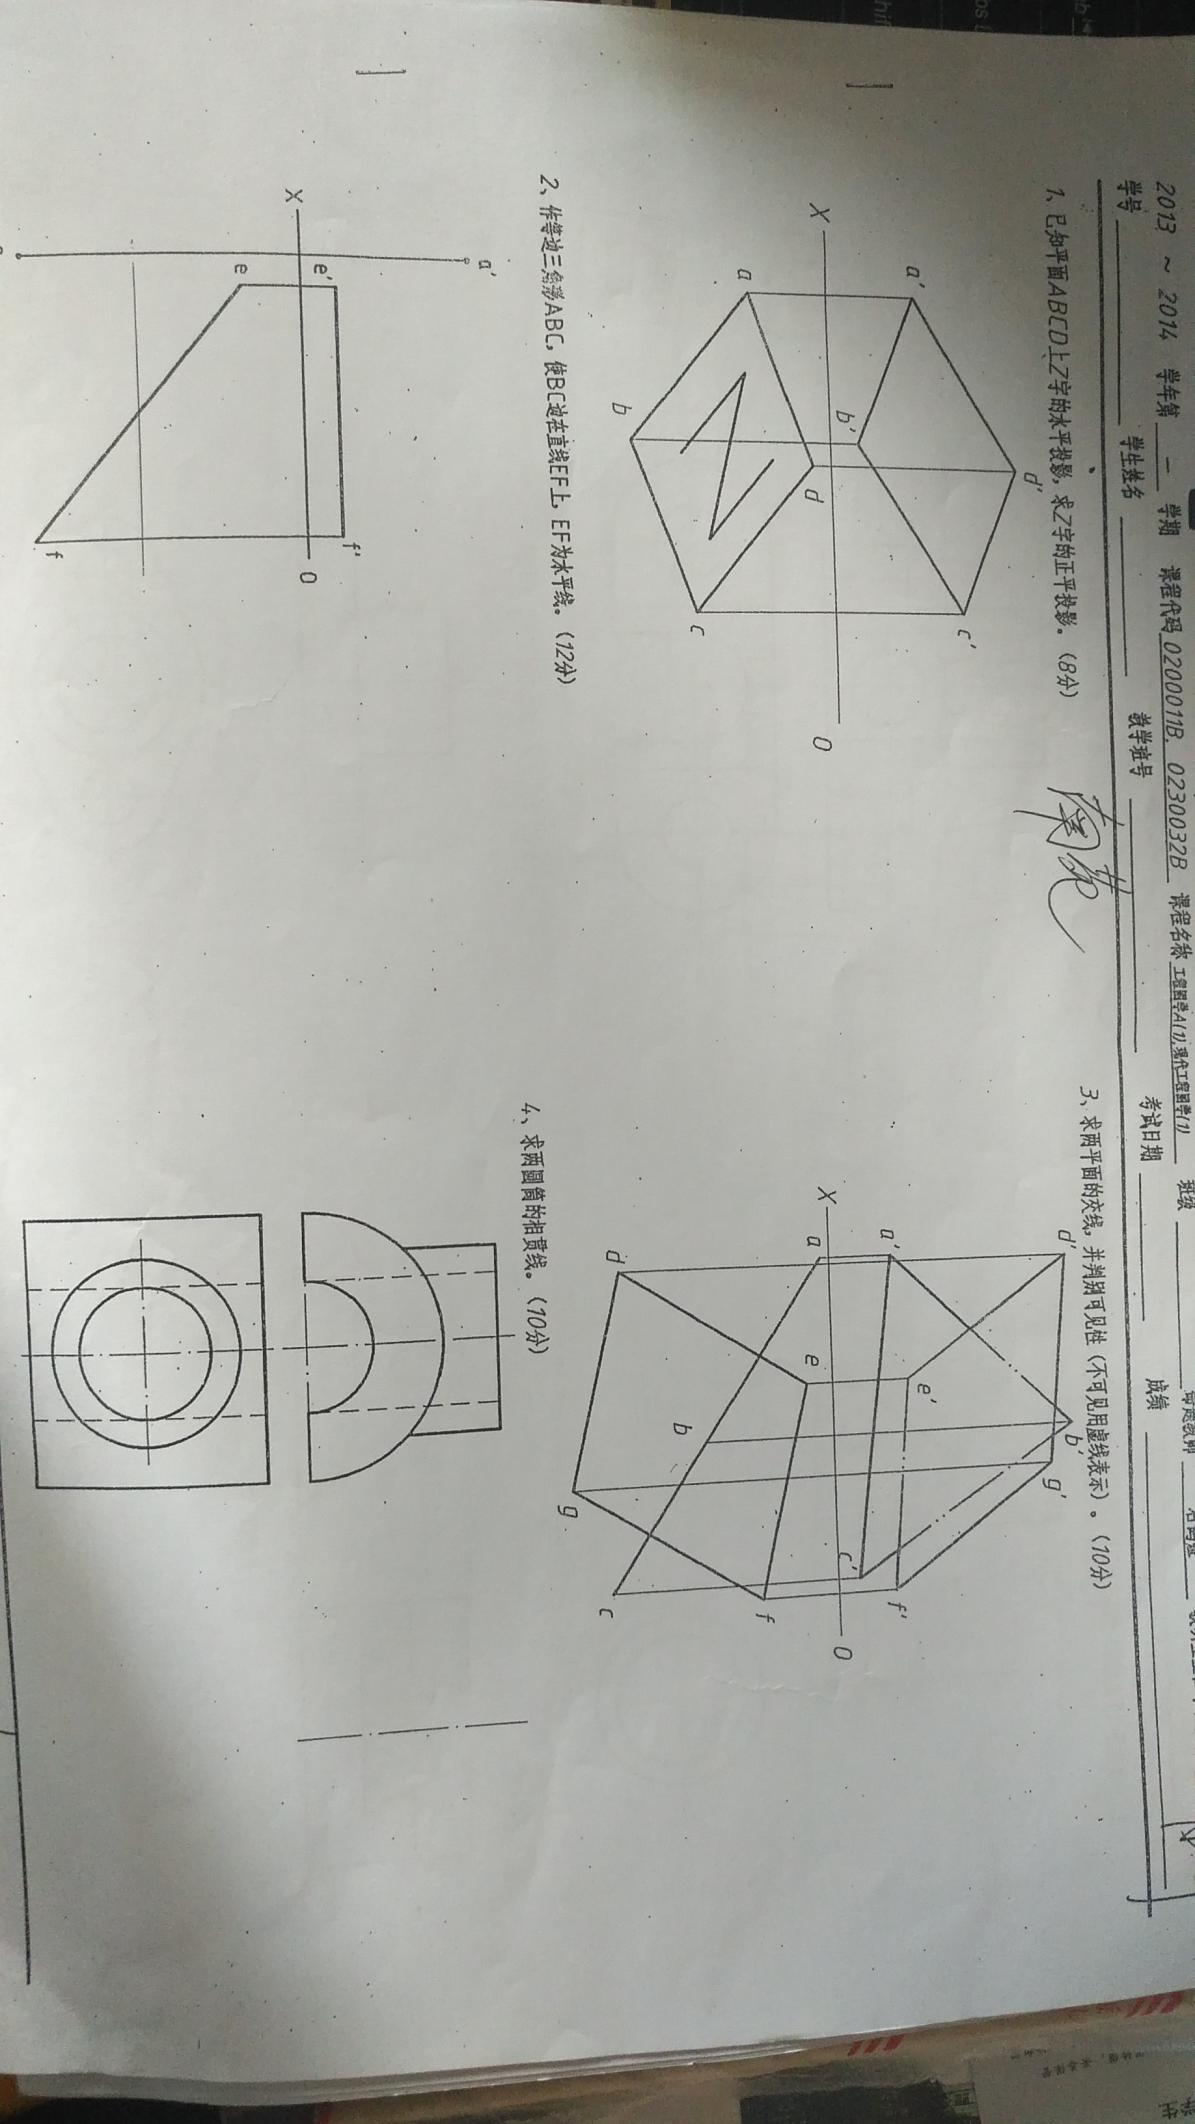 2013 ~ 2014 学年第 一 学期 课程代码 0200011B、0230032B 课程名称 工程图学A(1),现代工程图学(1) 班级
学号 学生姓名 教学班号 考试日期 成绩
1、已知平面ABCD上Z字的水平投影，求Z字的正平投影。(8分)
d'
a'
c'
b'
X
O
a
d
b
c
2、作等边三角形ABC，使BC边在直线EF上，EF为水平线。(12分)
a'
e'
f'
X
O
e
f
3、求两平面的交线，并判别可见性（不可见用虚线表示）。(10分)
d'
b'
g'
a'
e'
f'
c'
X
O
a
e
b
d
f
g
c
4、求两圆筒的相贯线。(10分)